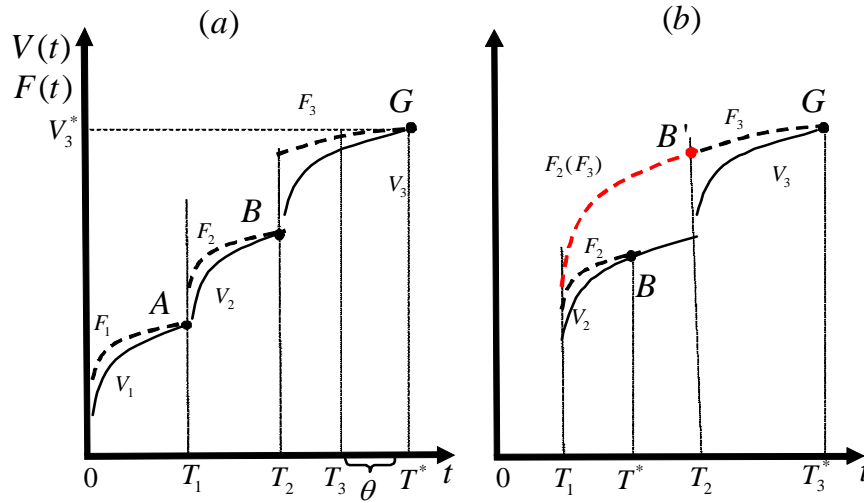 (a)
V(t)
F(t)
V₃*
F₃
G
V₃
B
F₂
V₂
A
F₁
V₁
0
T₁
T₂
T₃
θ
T*
t
(b)
G
F₃
B'
F₂(F₃)
V₃
F₂
B
V₂
0
T₁
T*
T₂
T₃*
t